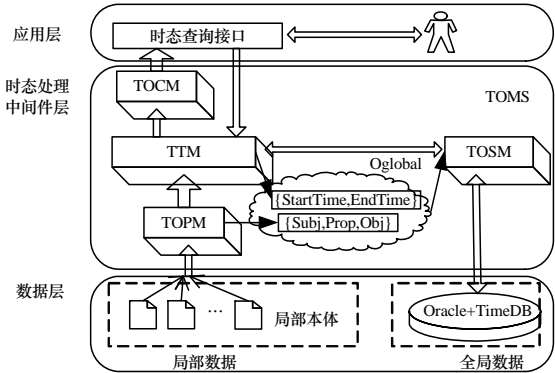 应用层
时态查询接口
时态处理
中间件层
TOCM
TOMS
TTM
TOSM
Oglobal
{StartTime,EndTime}
{Subj,Prop,Obj}
TOPM
数据层
...
局部本体
Oracle+TimeDB
局部数据
全局数据